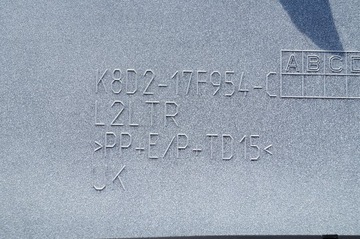 K8D2-17F954-C
A B C D
L2LTR
>PP+E/P+TD15<
UK